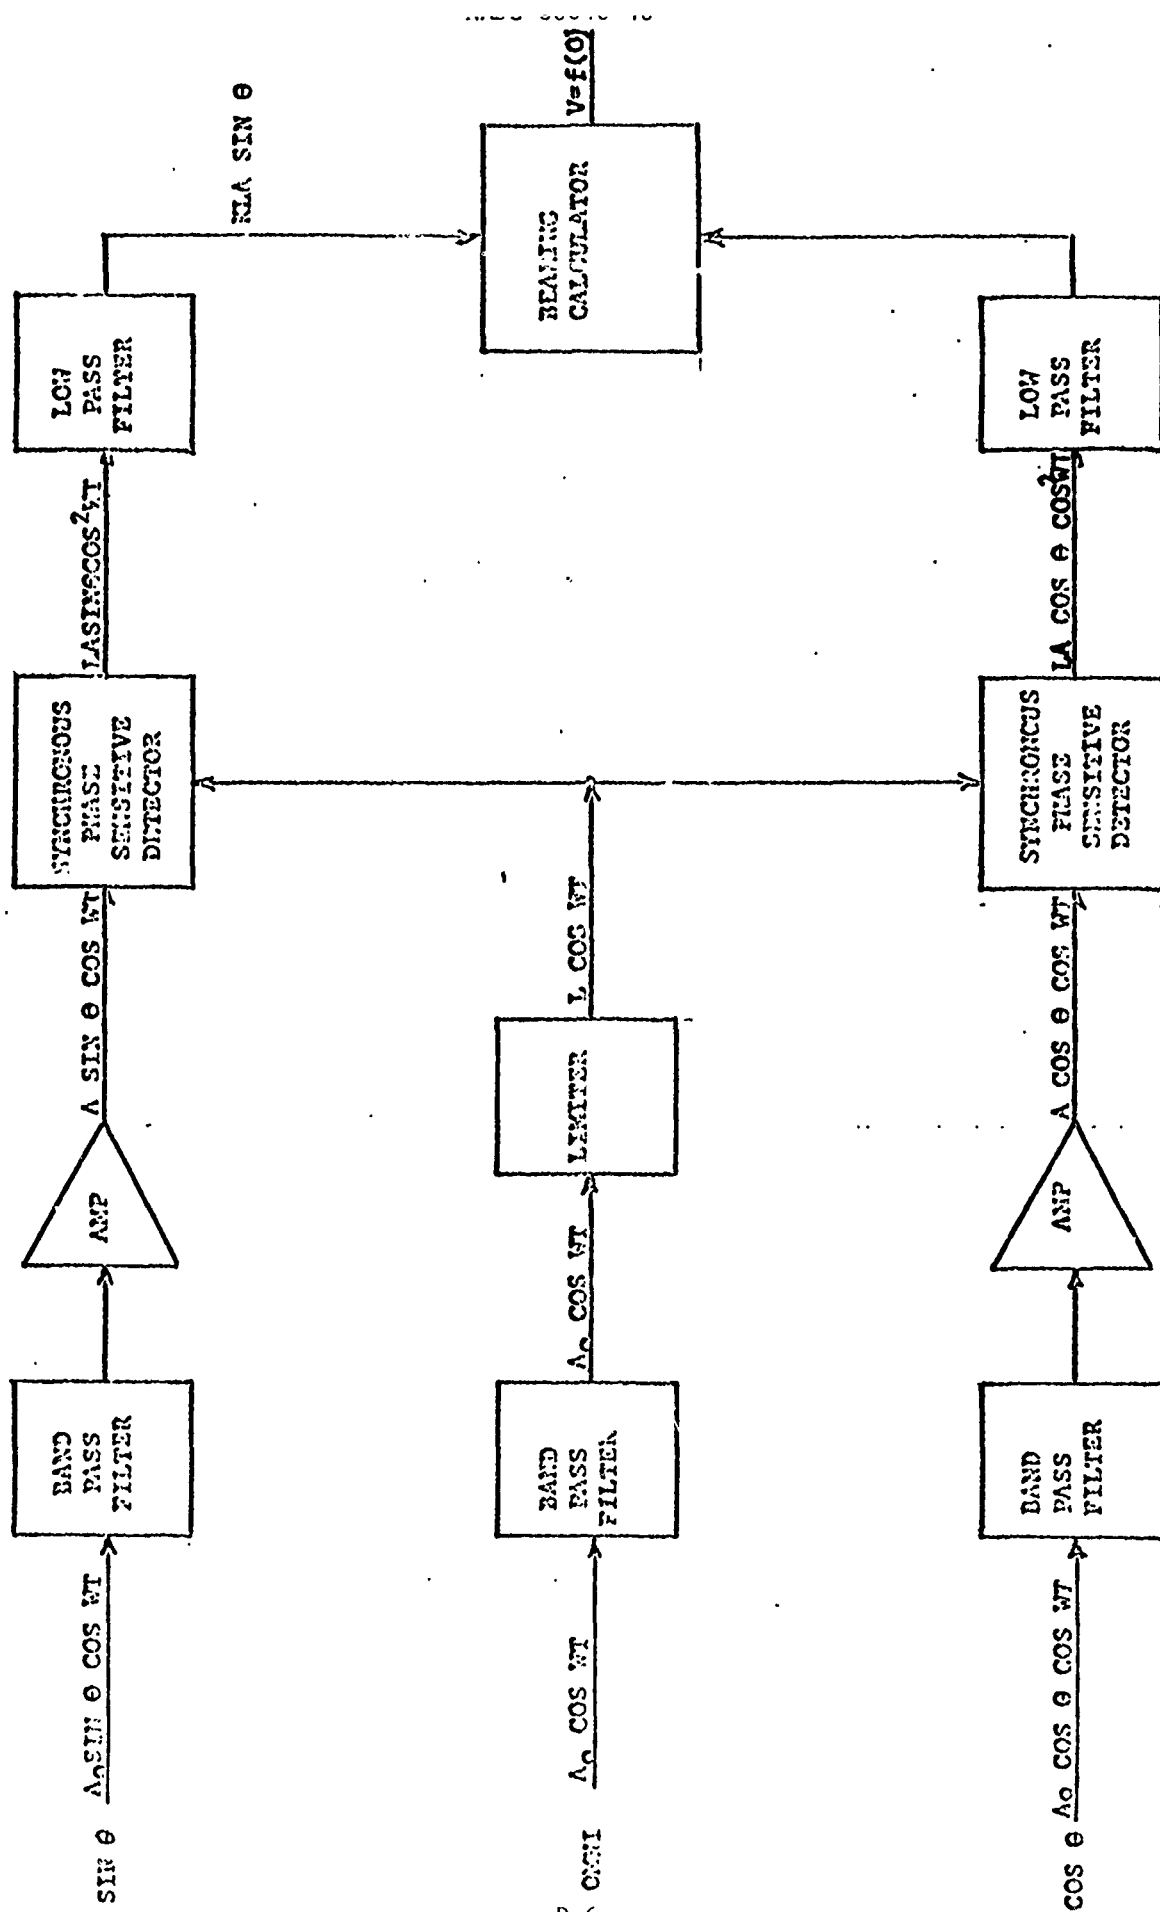 SIN θ
A₀SIN θ COS WT
BAND
PASS
FILTER
AMP
A SIN θ COS WT
SYNCHRONOUS
PHASE
SENSITIVE
DETECTOR
LASINθCOS²WT
LOW
PASS
FILTER
KLA SIN θ
OMNI
A₀ COS WT
BAND
PASS
FILTER
A₀ COS WT
LIMITER
L COS WT
BEARING
CALCULATOR
V=f(θ)
COS θ
A₀ COS θ COS WT
BAND
PASS
FILTER
AMP
A COS θ COS WT
SYNCHRONOUS
PHASE
SENSITIVE
DETECTOR
LA COS θ COS²WT
LOW
PASS
FILTER